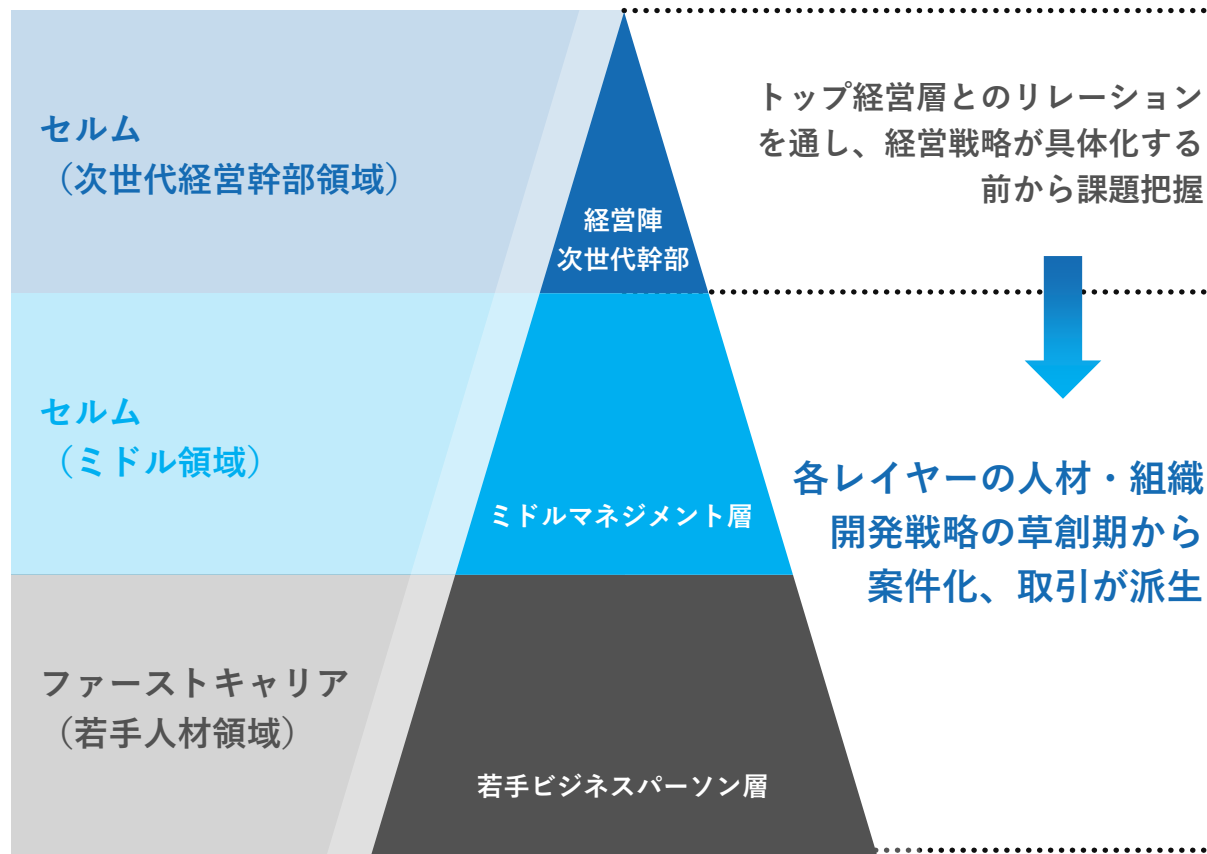 セルム
（次世代経営幹部領域）
経営陣
次世代幹部
トップ経営層とのリレーション
を通し、経営戦略が具体化する
前から課題把握
セルム
（ミドル領域）
ミドルマネジメント層
各レイヤーの人材・組織
開発戦略の草創期から
案件化、取引が派生
ファーストキャリア
（若手人材領域）
若手ビジネスパーソン層